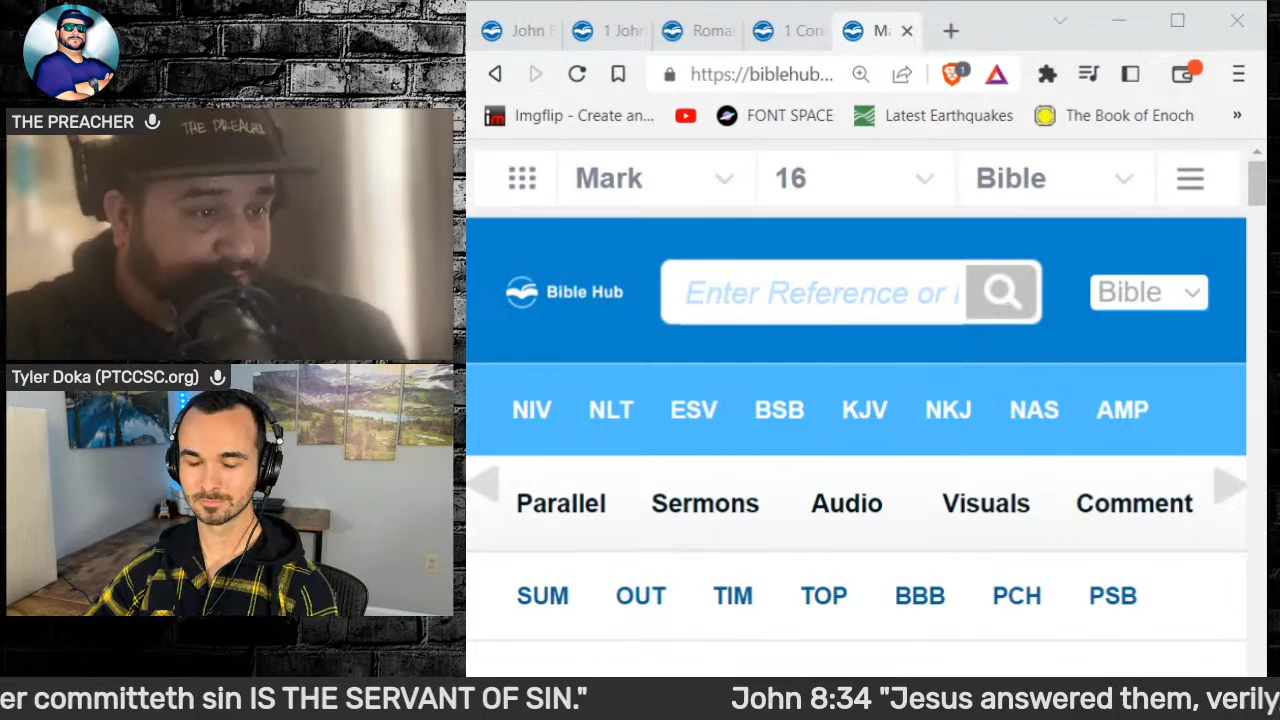 THE PREACHER
THE PREACHER
Tyler Doka (PTCCSC.org)
John
1 John
Roma
1 Cori
https://biblehub...
1
Imgflip - Create an...
FONT SPACE
Latest Earthquakes
The Book of Enoch
»
Mark
16
Bible
Bible Hub
Enter Reference or
Bible
NIV NLT ESV BSB KJV NKJ NAS AMP
Parallel Sermons Audio Visuals Comment
SUM OUT TIM TOP BBB PCH PSB
er committeth sin IS THE SERVANT OF SIN." John 8:34 "Jesus answered them, verily,